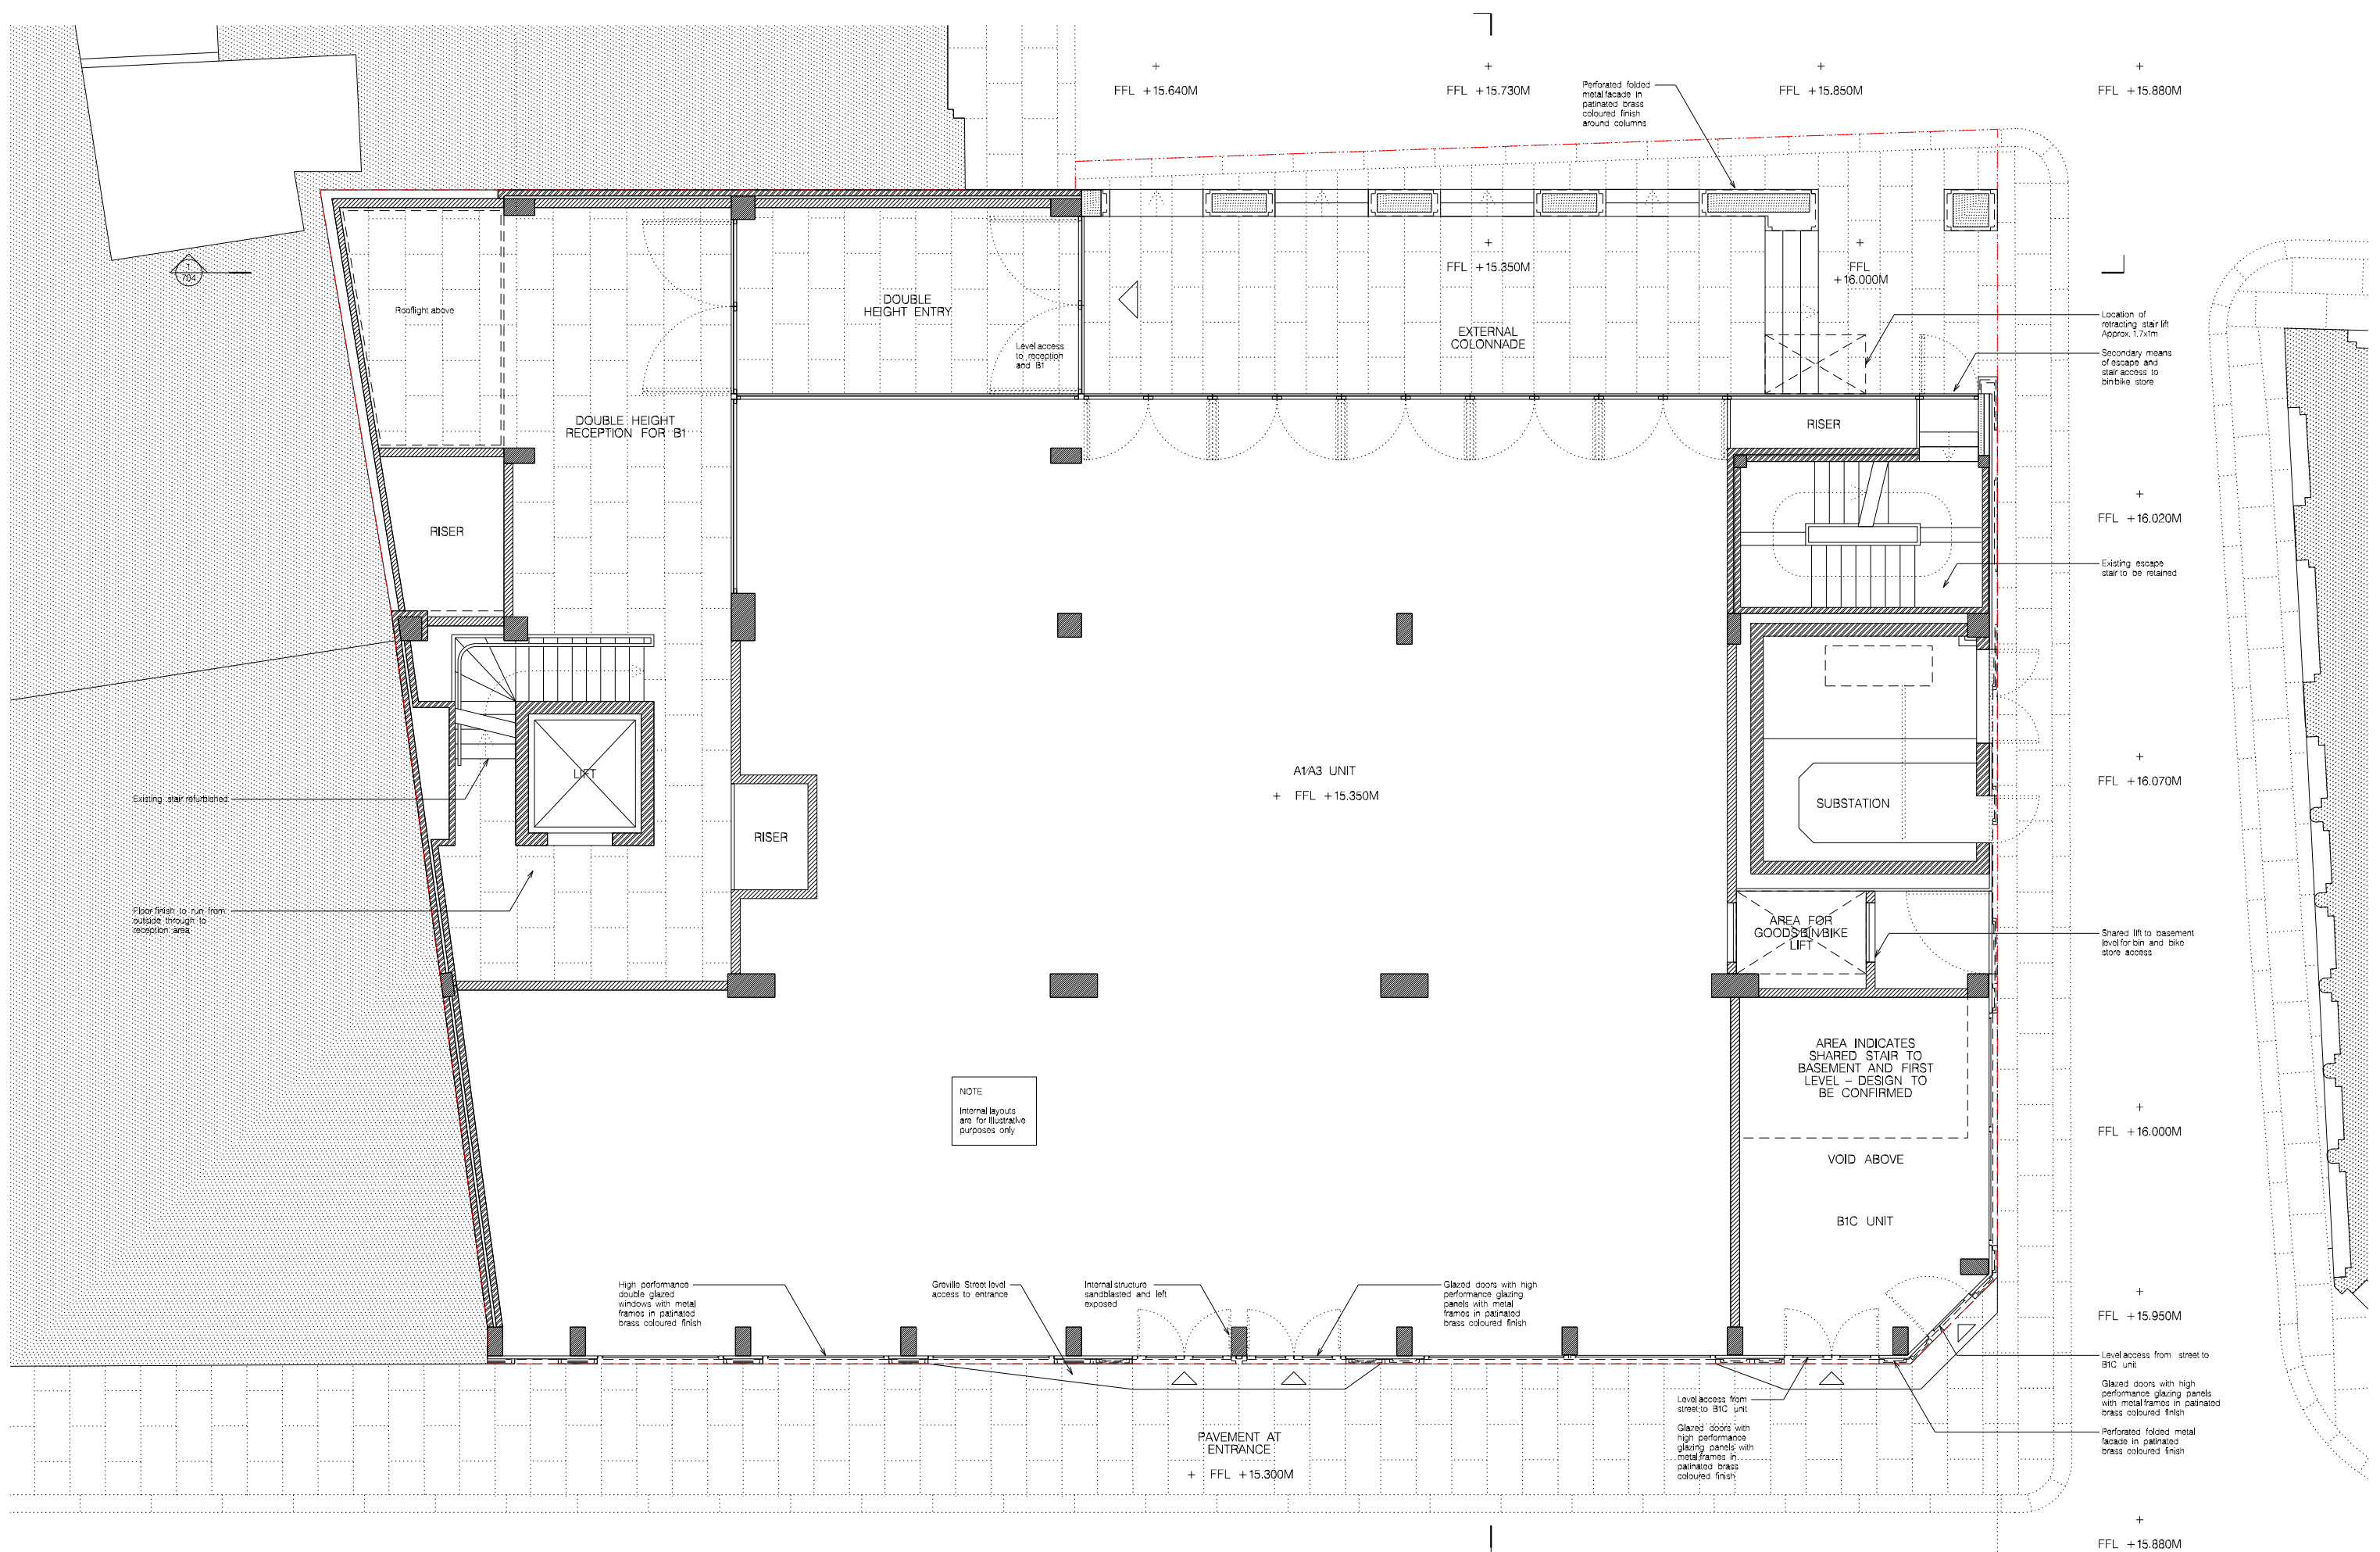 FFL +15.640M
FFL +15.730M
Perforated folded
metal facade in
patinated brass
coloured finish
around columns
FFL +15.850M
FFL +15.880M
1
704
Rooflight above
DOUBLE
HEIGHT ENTRY
Level access
to reception
and B1
FFL +15.350M
EXTERNAL
COLONNADE
FFL
+16.000M
Location of
retracting stair lift
Approx. 1.7x1m
Secondary means
of escape and
stair access to
bin/bike store
DOUBLE HEIGHT
RECEPTION FOR B1
RISER
RISER
FFL +16.020M
Existing escape
stair to be retained
LIFT
Existing stair refurbished
A1/A3 UNIT
+ FFL +15.350M
FFL +16.070M
SUBSTATION
RISER
Floor finish to run from
outside through to
reception area
AREA FOR
GOODS/BIN/BIKE
LIFT
Shared lift to basement
level for bin and bike
store access
AREA INDICATES
SHARED STAIR TO
BASEMENT AND FIRST
LEVEL - DESIGN TO
BE CONFIRMED
NOTE
Internal layouts
are for illustrative
purposes only
FFL +16.000M
VOID ABOVE
B1C UNIT
High performance
double glazed
windows with metal
frames in patinated
brass coloured finish
Greville Street level
access to entrance
Internal structure
sandblasted and left
exposed
Glazed doors with high
performance glazing
panels with metal
frames in patinated
brass coloured finish
FFL +15.950M
Level access from street to
B1C unit
Glazed doors with high
performance glazing panels
with metal frames in patinated
brass coloured finish
Level access from
street to B1C unit
Glazed doors with
high performance
glazing panels with
metal frames in
patinated brass
coloured finish
Perforated folded metal
facade in patinated
brass coloured finish
PAVEMENT AT
ENTRANCE
+ FFL +15.300M
FFL +15.880M